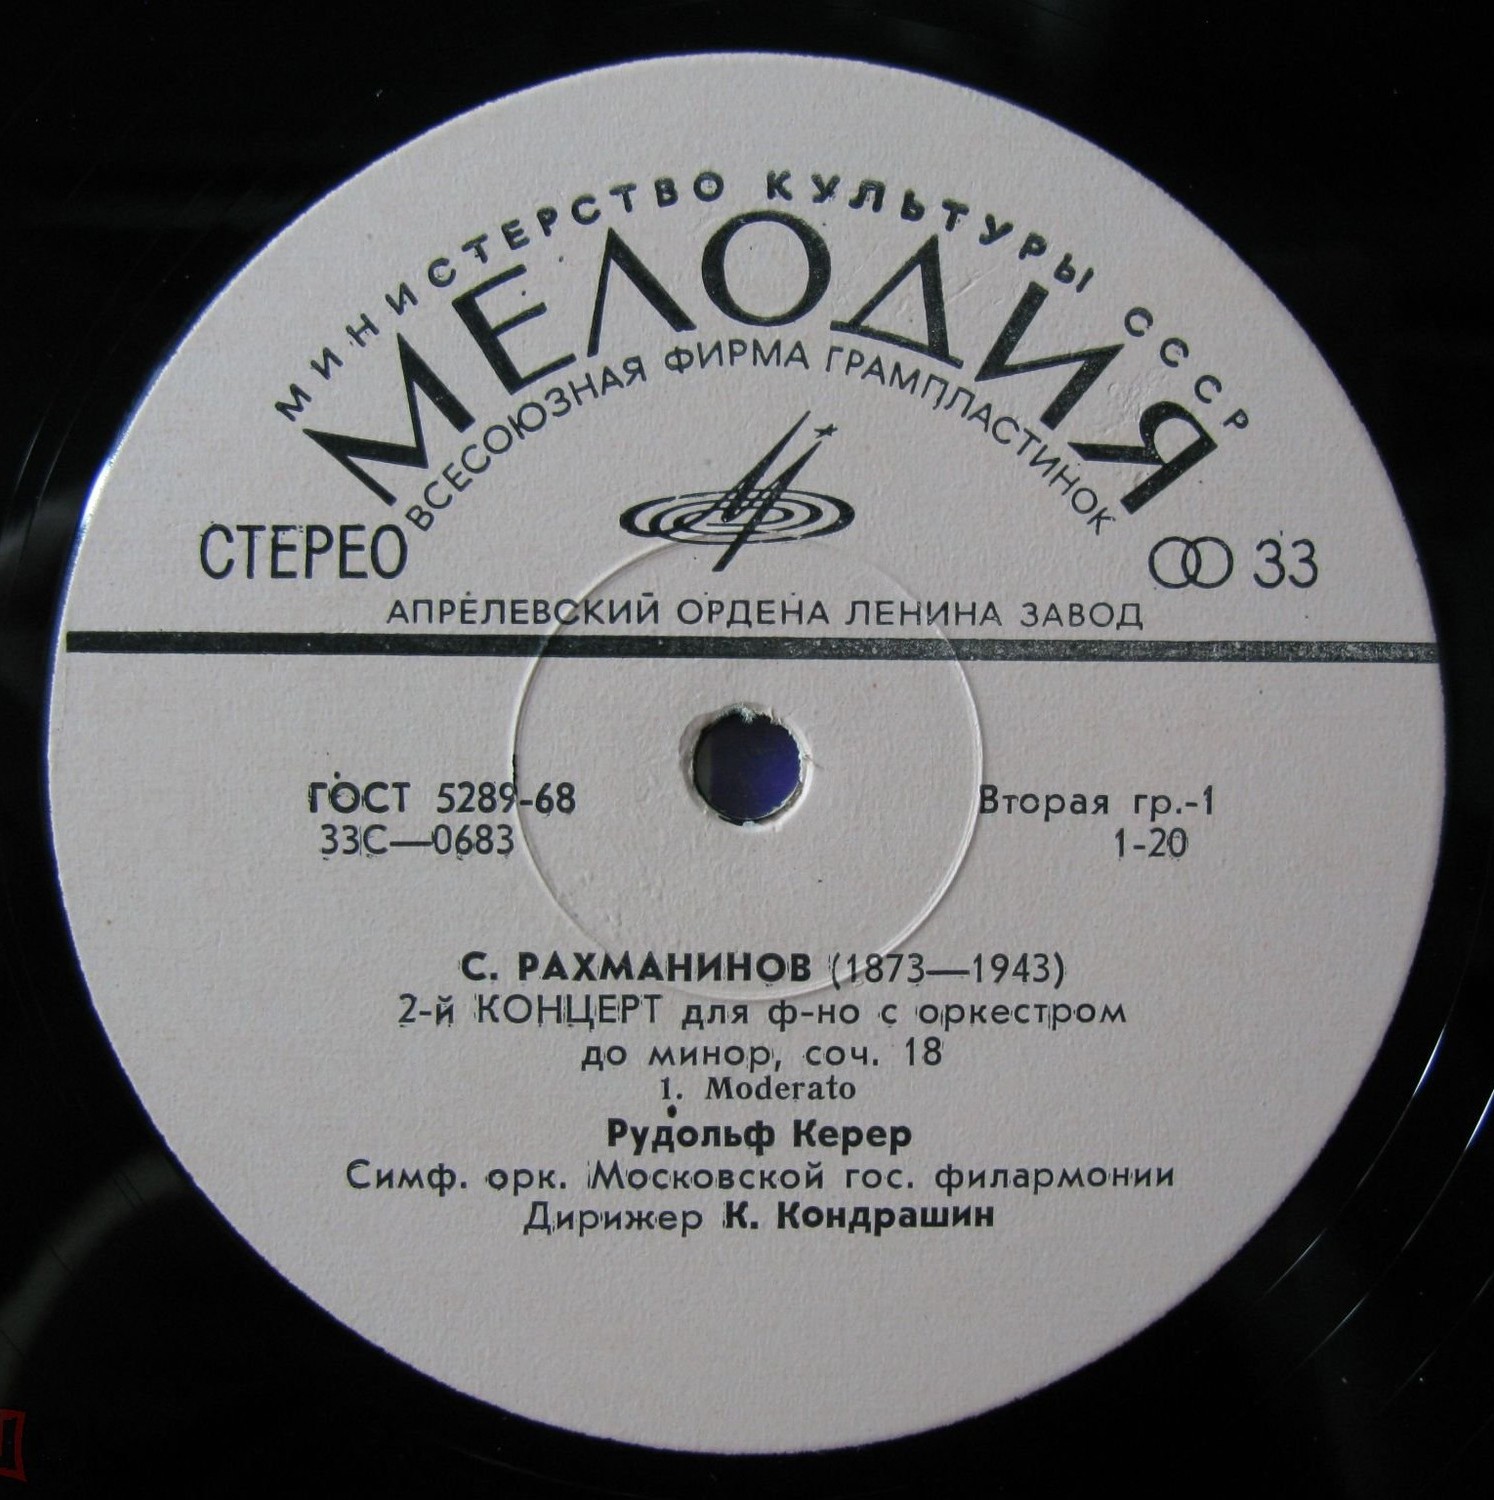 МИНИСТЕРСТВО КУЛЬТУРЫ СССР
МЕЛОДИЯ
ВСЕСОЮЗНАЯ ФИРМА ГРАМПЛАСТИНОК
СТЕРЕО
33
АПРЕЛЕВСКИЙ ОРДЕНА ЛЕНИНА ЗАВОД
ГОСТ 5289-68
33С—0683
Вторая гр.-1
1-20
С. РАХМАНИНОВ (1873—1943)
2-й КОНЦЕРТ для ф-но с оркестром
до минор, соч. 18
1. Moderato
Рудольф Керер
Симф. орк. Московской гос. филармонии
Дирижер К. Кондрашин